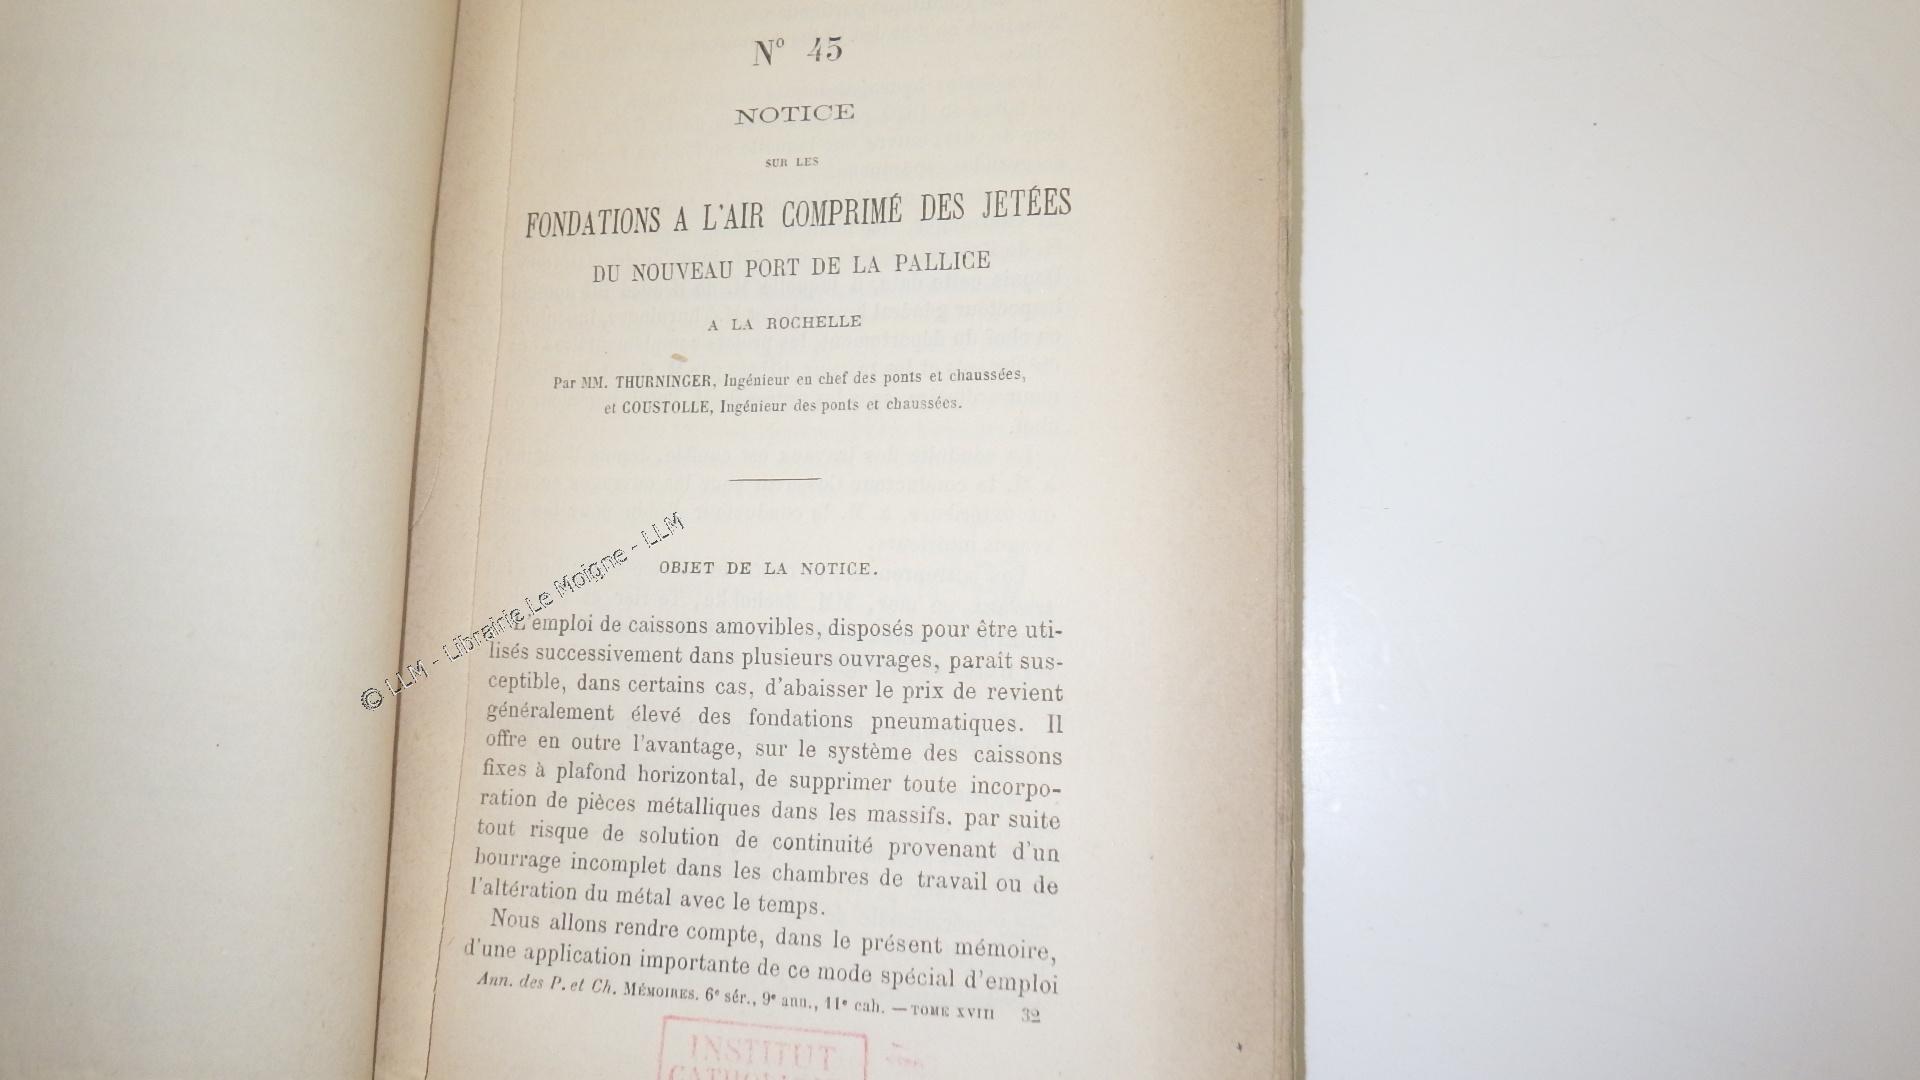 N° 45
NOTICE
SUR LES
FONDATIONS A L'AIR COMPRIMÉ DES JETÉES
DU NOUVEAU PORT DE LA PALLICE
A LA ROCHELLE
Par MM. THURNINGER, Ingénieur en chef des ponts et chaussées,
et COUSTOLLE, Ingénieur des ponts et chaussées.
OBJET DE LA NOTICE.
L'emploi de caissons amovibles, disposés pour être uti-
lisés successivement dans plusieurs ouvrages, paraît sus-
ceptible, dans certains cas, d'abaisser le prix de revient
généralement élevé des fondations pneumatiques. Il
offre en outre l'avantage, sur le système des caissons
fixes à plafond horizontal, de supprimer toute incorpo-
ration de pièces métalliques dans les massifs. par suite
tout risque de solution de continuité provenant d'un
bourrage incomplet dans les chambres de travail ou de
l'altération du métal avec le temps.
Nous allons rendre compte, dans le présent mémoire,
d'une application importante de ce mode spécial d'emploi
Ann. des P. et Ch. MÉMOIRES. 6e sér., 9e ann., 11e cah. — TOME XVIII 32
INSTITUT
© LLM - Librairie Le Moigne - LLM